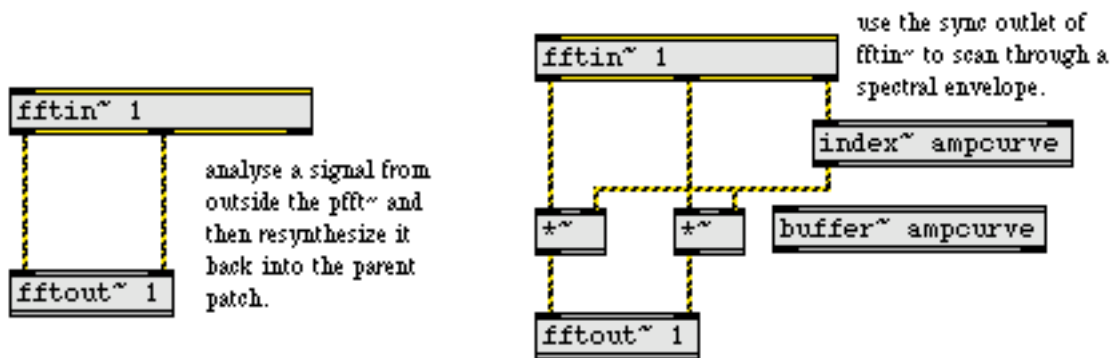 fftin~ 1
analyse a signal from
outside the pfft~ and
then resynthesize it
back into the parent
patch.
fftout~ 1
fftin~ 1
use the sync outlet of
fftin~ to scan through a
spectral envelope.
index~ ampcurve
*~
*~
buffer~ ampcurve
fftout~ 1